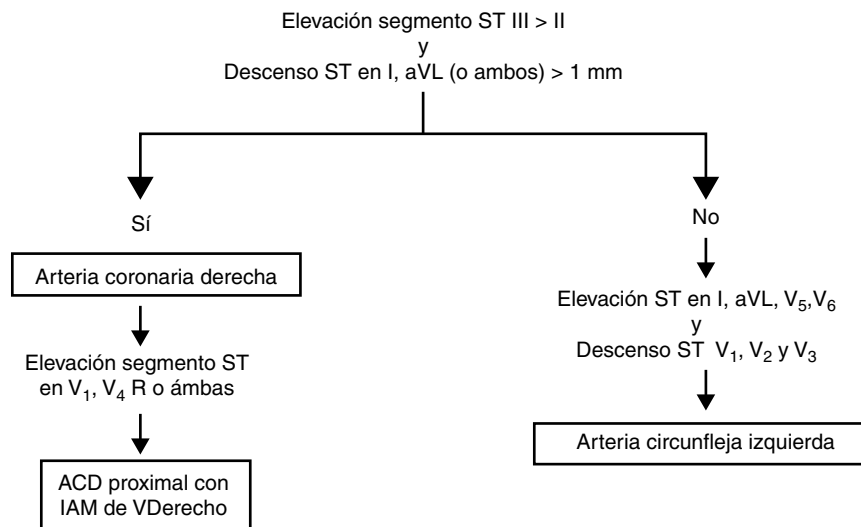 Elevación segmento ST III > II
y
Descenso ST en I, aVL (o ambos) > 1 mm
Sí
No
Arteria coronaria derecha
Elevación ST en I, aVL, V5,V6
y
Descenso ST V1, V2 y V3
Elevación segmento ST
en V1, V4 R o ámbas
Arteria circunfleja izquierda
ACD proximal con
IAM de VDerecho